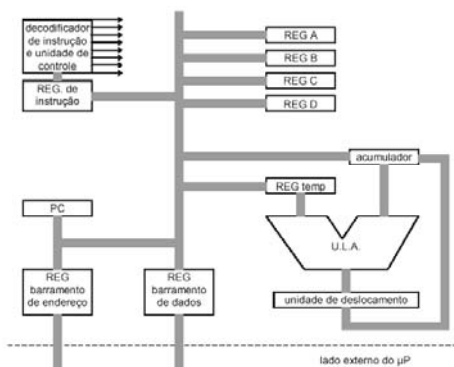 decodificador
de instrução
e unidade de
controle
REG. de
instrução
REG A
REG B
REG C
REG D
acumulador
REG temp
PC
U.L.A.
REG
barramento
de endereço
REG
barramento
de dados
unidade de deslocamento
lado externo do µP